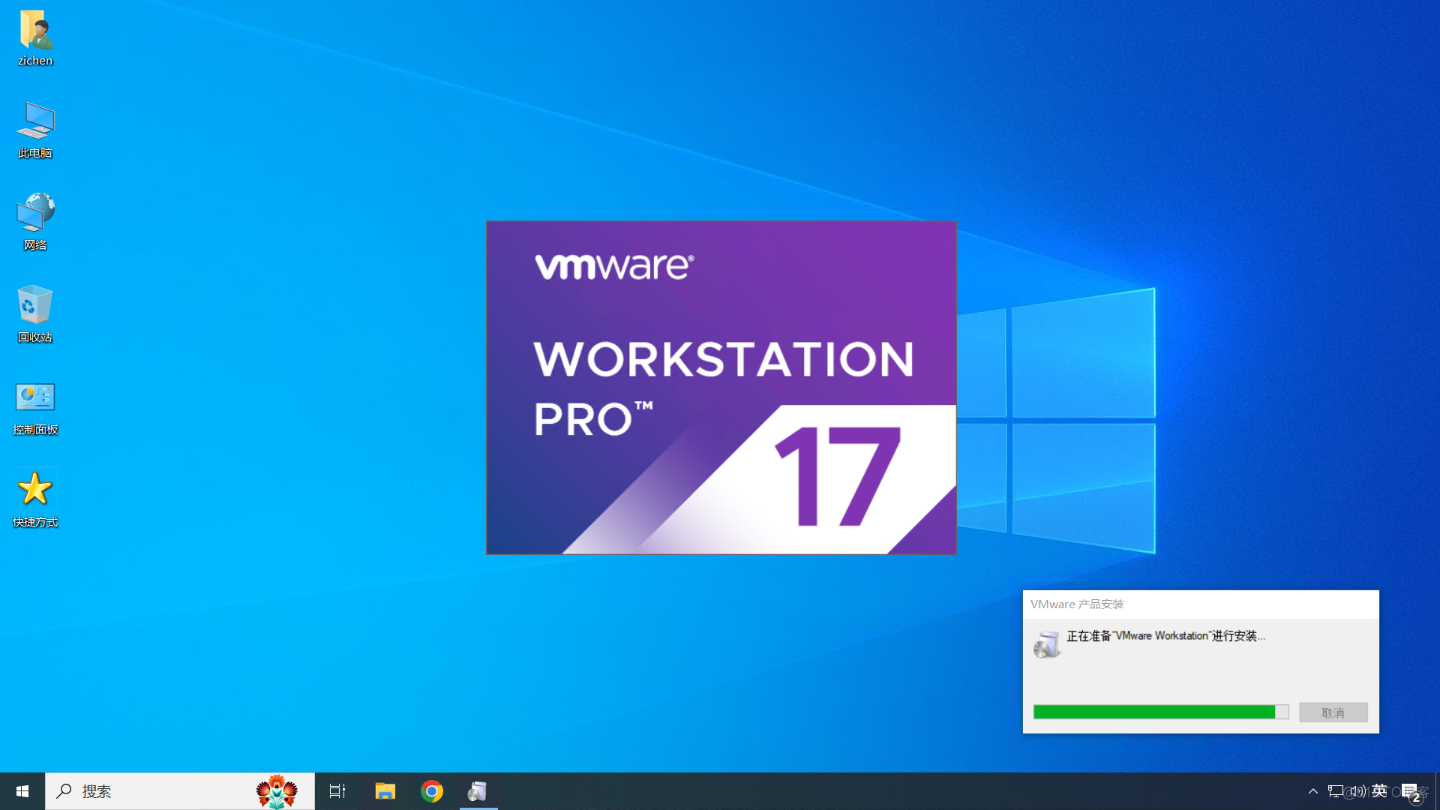 zichen
此电脑
网络
回收站
控制面板
快捷方式
vmware®
WORKSTATION
PRO™
17
VMware 产品安装
正在准备"VMware Workstation"进行安装...
取消
搜索
英
2